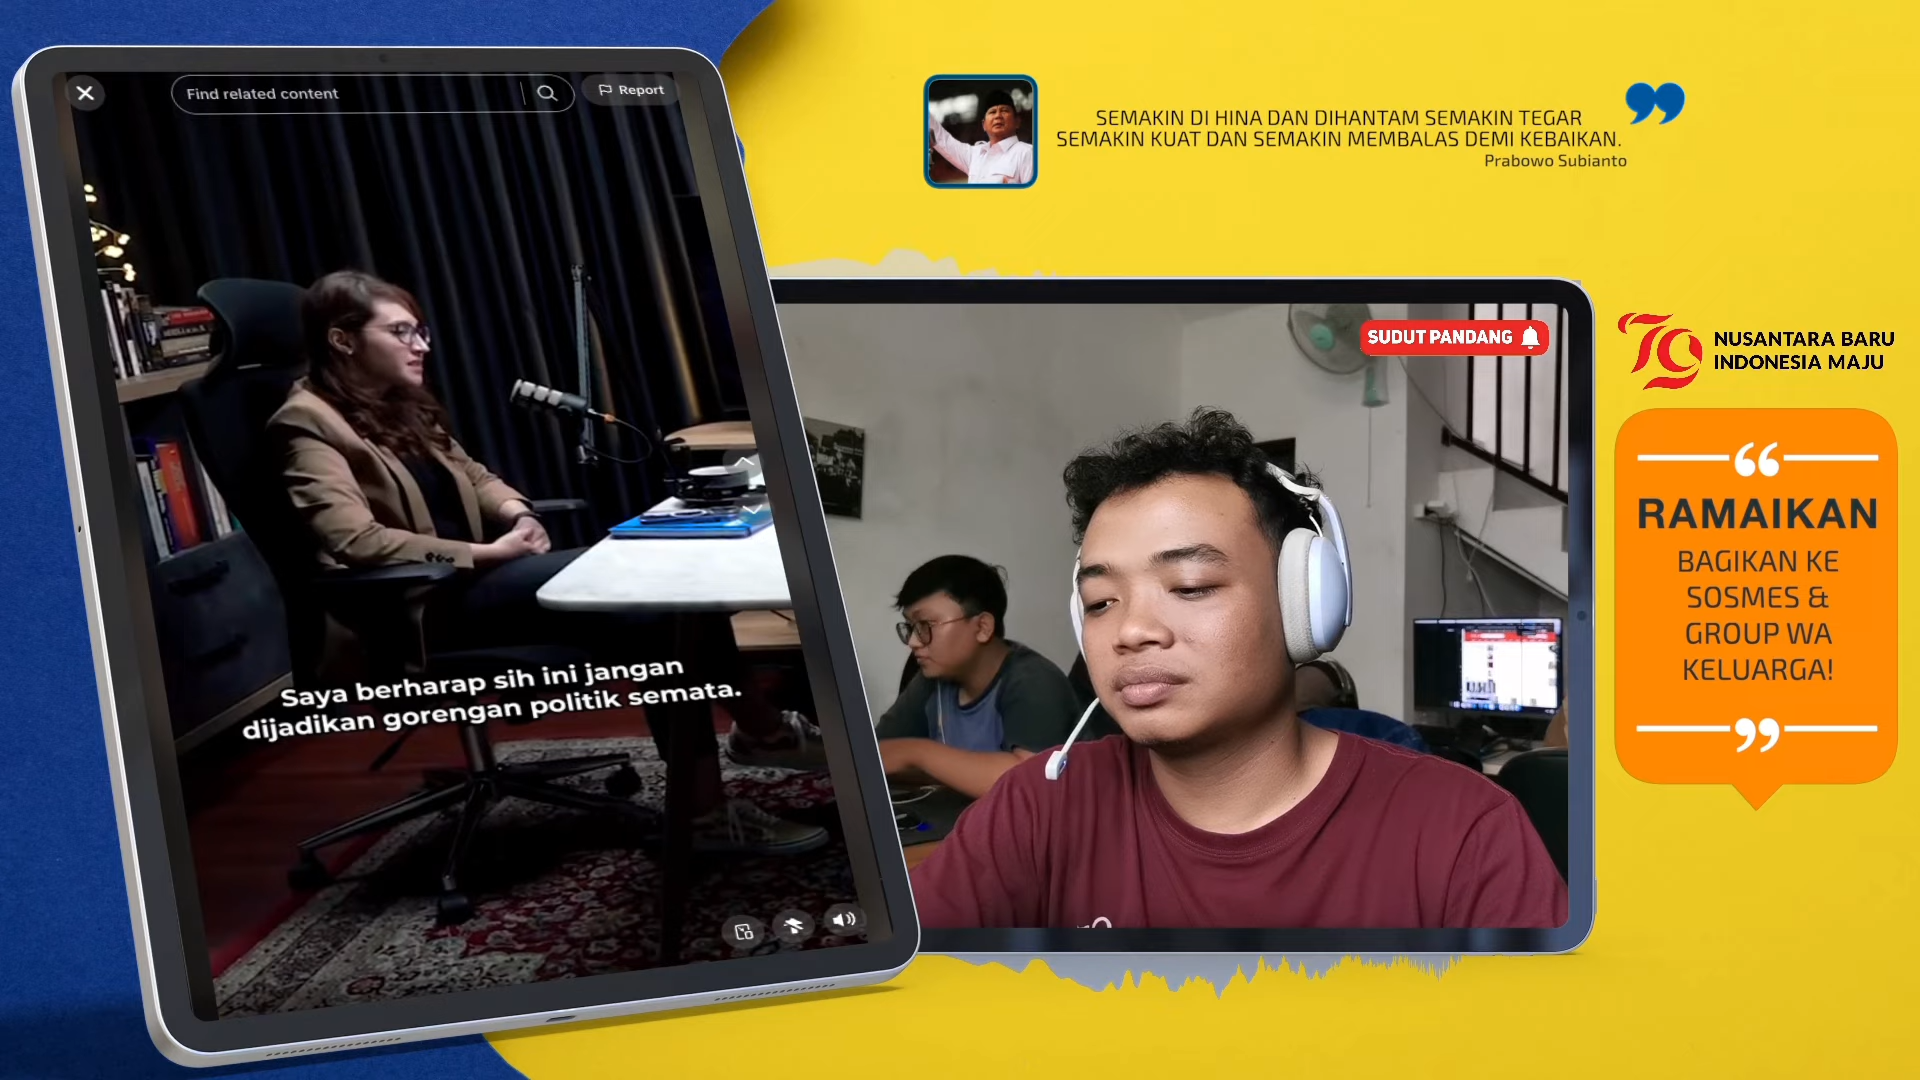 Find related content
Report
Saya berharap sih ini jangan
dijadikan gorengan politik semata.
SEMAKIN DI HINA DAN DIHANTAM SEMAKIN TEGAR
SEMAKIN KUAT DAN SEMAKIN MEMBALAS DEMI KEBAIKAN.
Prabowo Subianto
SUDUT PANDANG
79
NUSANTARA BARU
INDONESIA MAJU
RAMAIKAN
BAGIKAN KE
SOSMES &
GROUP WA
KELUARGA!